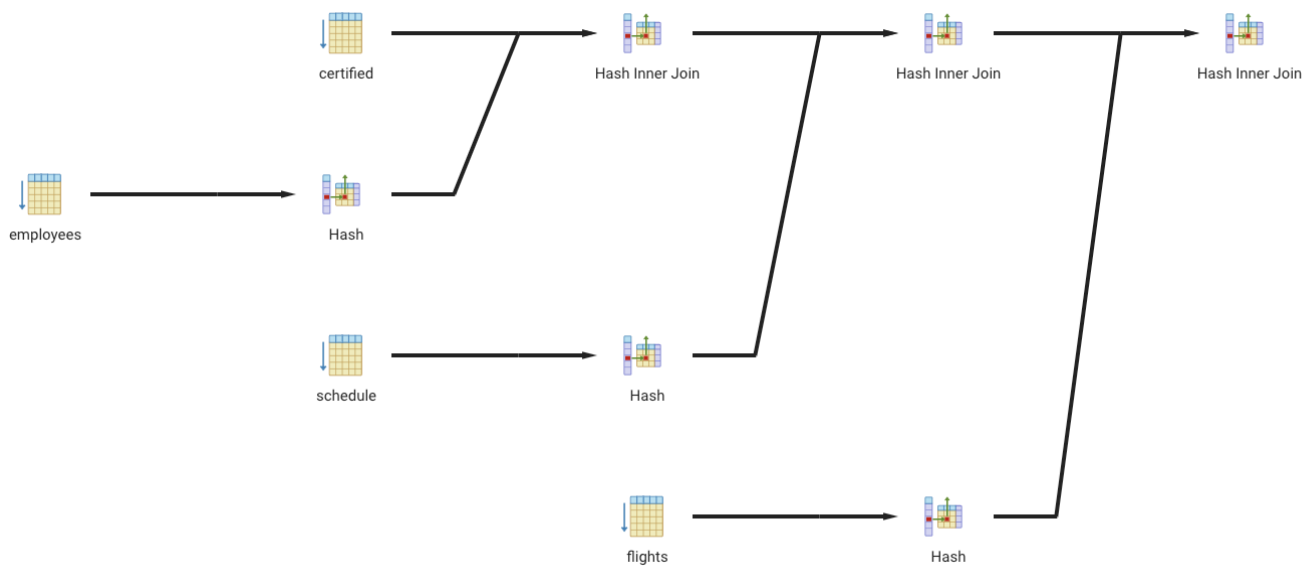 certified
Hash Inner Join
Hash Inner Join
Hash Inner Join
employees
Hash
schedule
Hash
flights
Hash